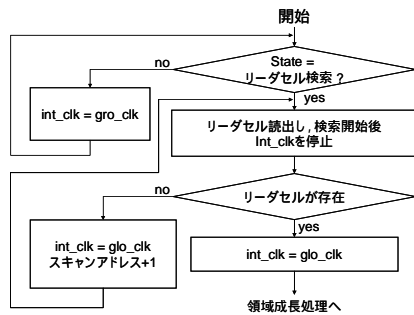 開始
State =
リーダセル検索 ?
no
yes
int_clk = gro_clk
リーダセル読出し , 検索開始後
Int_clkを停止
no
リーダセルが存在
yes
int_clk = glo_clk
スキャンアドレス+1
int_clk = glo_clk
領域成長処理へ